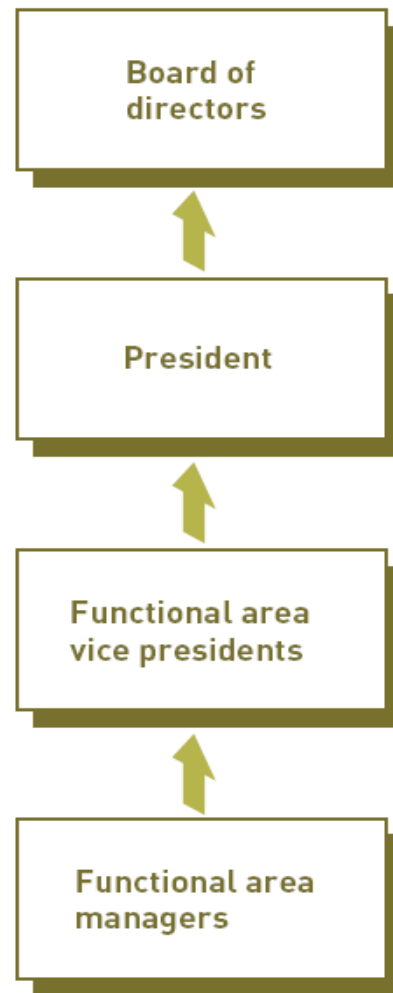 Board of
directors
President
Functional area
vice presidents
Functional area
managers